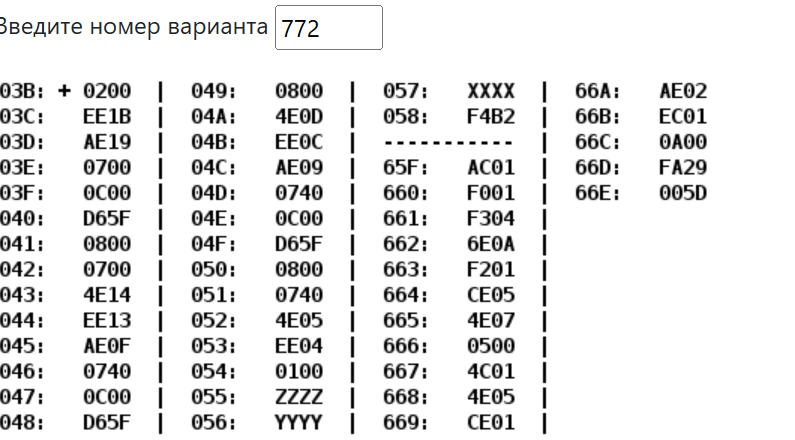 Введите номер варианта 772
03B: + 0200 | 049: 0800 | 057: XXXX | 66A: AE02
03C: EE1B | 04A: 4E0D | 058: F4B2 | 66B: EC01
03D: AE19 | 04B: EE0C | ----------- | 66C: 0A00
03E: 0700 | 04C: AE09 | 65F: AC01 | 66D: FA29
03F: 0C00 | 04D: 0740 | 660: F001 | 66E: 005D
040: D65F | 04E: 0C00 | 661: F304 |
041: 0800 | 04F: D65F | 662: 6E0A |
042: 0700 | 050: 0800 | 663: F201 |
043: 4E14 | 051: 0740 | 664: CE05 |
044: EE13 | 052: 4E05 | 665: 4E07 |
045: AE0F | 053: EE04 | 666: 0500 |
046: 0740 | 054: 0100 | 667: 4C01 |
047: 0C00 | 055: ZZZZ | 668: 4E05 |
048: D65F | 056: YYYY | 669: CE01 |